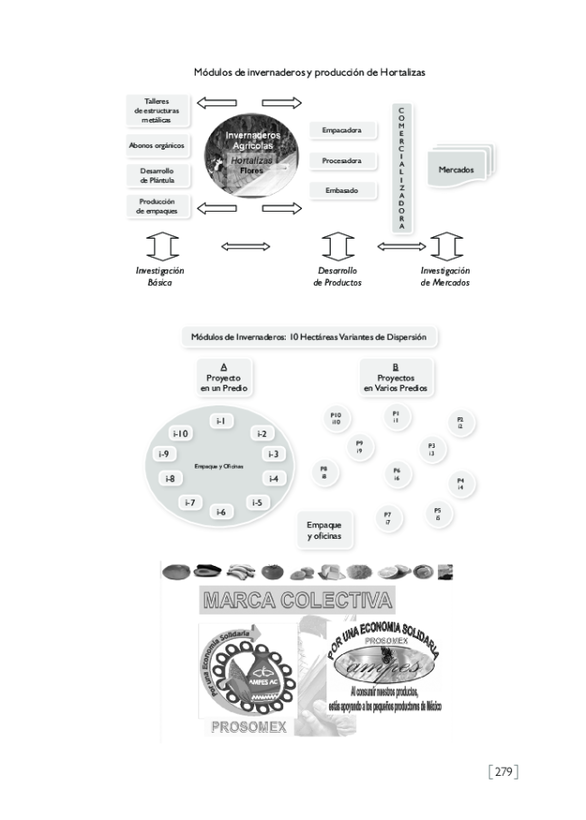 Módulos de invernaderos y producción de Hortalizas
Talleres
de estructuras
metálicas
Abonos orgánicos
Desarrollo
de Plántula
Producción
de empaques
Invernaderos
Agrícolas
Hortalizas
Flores
Empacadora
Procesadora
Embasado
COMERCIALIZADORA
Mercados
Investigación
Básica
Desarrollo
de Productos
Investigación
de Mercados
Módulos de Invernaderos: 10 Hectáreas Variantes de Dispersión
A
Proyecto
en un Predio
B
Proyectos
en Varios Predios
i-1
i-2
i-3
i-4
i-5
i-6
i-7
i-8
i-9
i-10
Empaque y Oficinas
P10
i10
P1
i1
P2
i2
P9
i9
P3
i3
P8
i8
P6
i6
P4
i4
P7
i7
P5
i5
Empaque
y oficinas
MARCA COLECTIVA
Por una Economía Solidaria
AMPES AC
PROSOMEX
POR UNA ECONOMIA SOLIDARIA
PROSOMEX
ampes
Al consumir nuestros productos,
estás apoyando a los pequeños productores de México
[279]